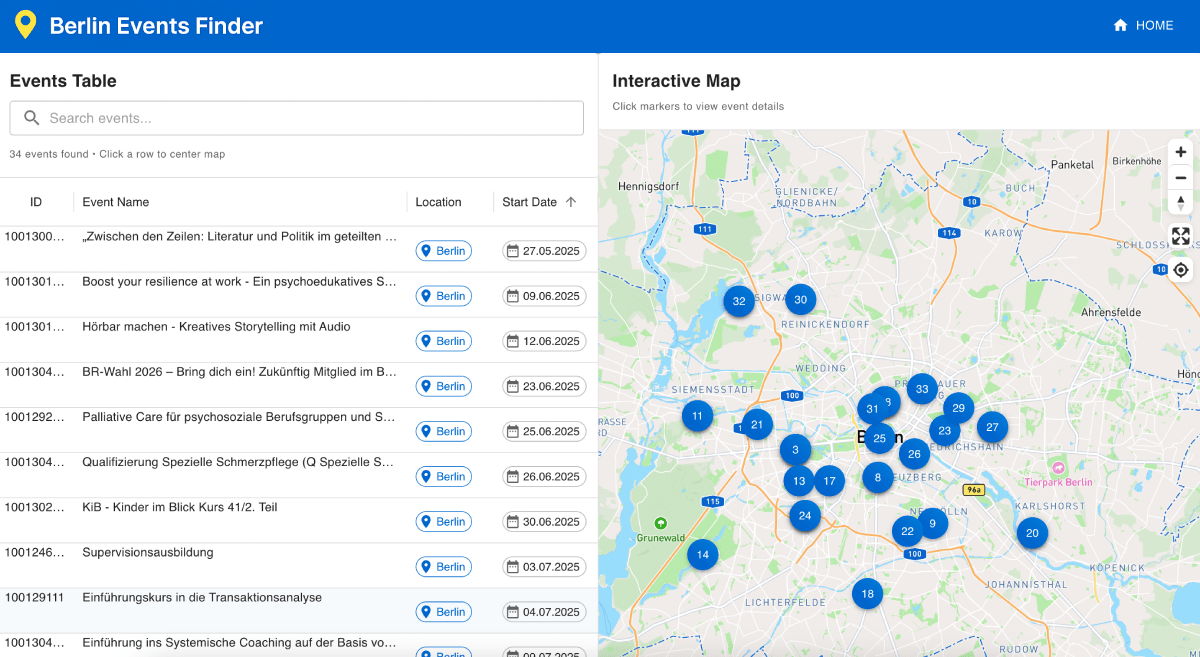 Berlin Events Finder
HOME
Events Table
Search events...
34 events found • Click a row to center map
ID Event Name Location Start Date
1001300... „Zwischen den Zeilen: Literatur und Politik im geteilten ... Berlin 27.05.2025
1001301... Boost your resilience at work - Ein psychoedukatives S... Berlin 09.06.2025
1001301... Hörbar machen - Kreatives Storytelling mit Audio Berlin 12.06.2025
1001304... BR-Wahl 2026 – Bring dich ein! Zukünftig Mitglied im B... Berlin 23.06.2025
1001292... Palliative Care für psychosoziale Berufsgruppen und S... Berlin 25.06.2025
1001304... Qualifizierung Spezielle Schmerzpflege (Q Spezielle S... Berlin 26.06.2025
1001302... KiB - Kinder im Blick Kurs 41/2. Teil Berlin 30.06.2025
1001246... Supervisionsausbildung Berlin 03.07.2025
100129111 Einführungskurs in die Transaktionsanalyse Berlin 04.07.2025
1001304... Einführung ins Systemische Coaching auf der Basis vo... Berlin 09.07.2025
Interactive Map
Click markers to view event details
Panketal
Birkenhöhe
Hennigsdorf
BUCH
GLIENICKE/
NORDBAHN
10
111
114
KAROW
SCHLOSS
10
32
SIGWA
30
Ahrensfelde
REINICKENDORF
WEDDING
33
SIEMENSSTADT
100
31
29
11
21
RASSE
23
27
25
3
26
EDRICHSHAIN
13
17
8
EUZBERG
Tierpark Berlin
96a
115
24
KARLSHORST
9
22
20
Grunewald
14
100
KÖPENICK
JOHANNISTHAL
18
LICHTERFELDE
RUDOW